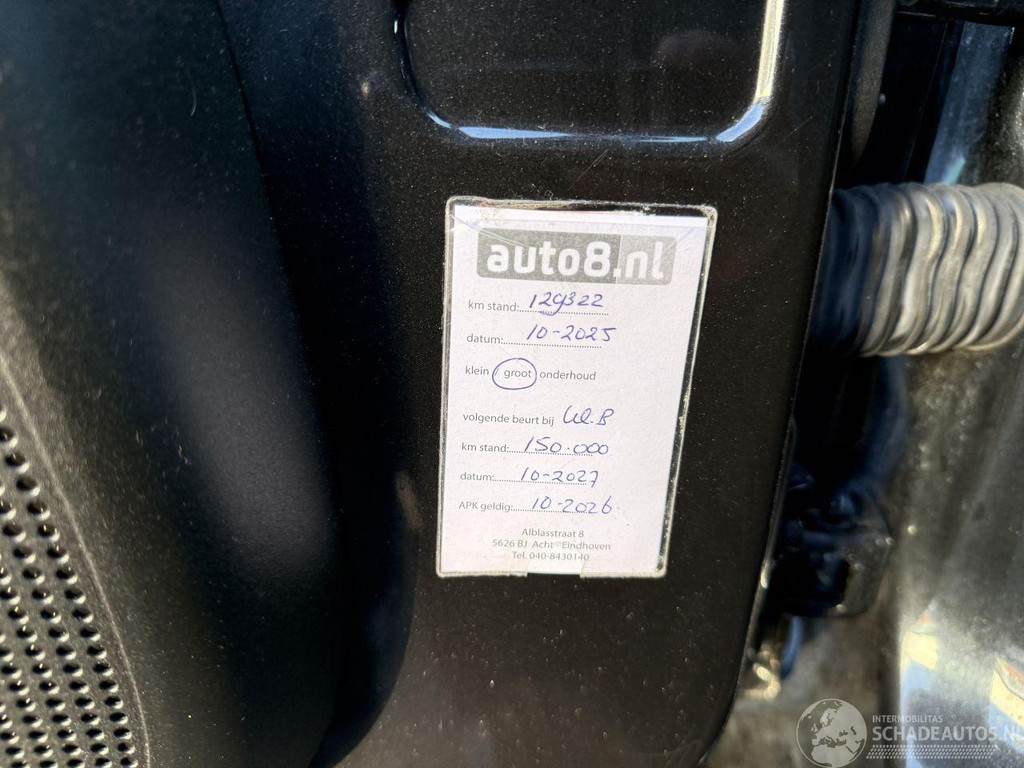 auto8.nl
km stand: 129322
datum: 10-2025
klein / groot onderhoud
volgende beurt bij
km stand: 150.000
datum: 10-2027
APK geldig: 10-2026
Alblasstraat 8
5626 BJ Acht Eindhoven
Tel. 040-8430140
INTERMOBILITAS
SCHADEAUTOS.NL